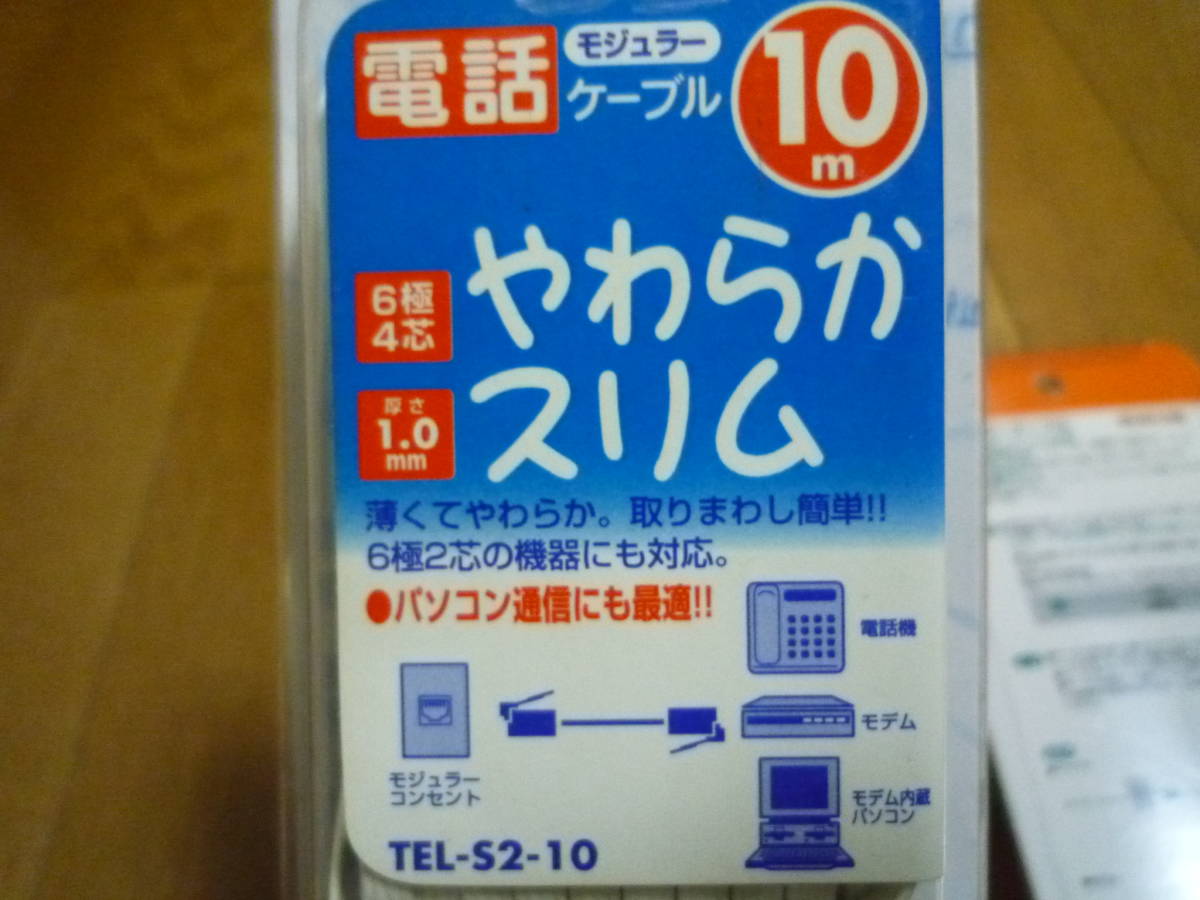 電話
モジュラー
ケーブル
10
m
やわらか
スリム
6極
4芯
厚さ
1.0
mm
薄くてやわらか。取りまわし簡単!!
6極2芯の機器にも対応。
●パソコン通信にも最適!!
電話機
モデム
モジュラー
コンセント
モデム内蔵
パソコン
TEL-S2-10